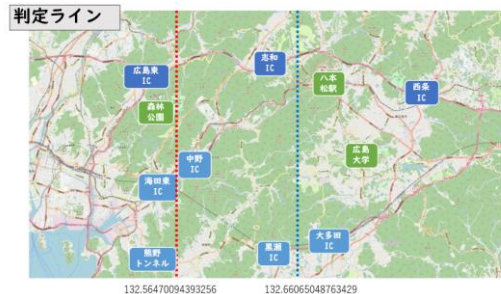 判定ライン
志和
IC
広島東
IC
八本
松駅
西条
IC
森林
公園
中野
IC
広島
大学
海田東
IC
大多田
IC
熊野
トンネル
黒瀬
IC
132.56470094393256
132.66065048763429